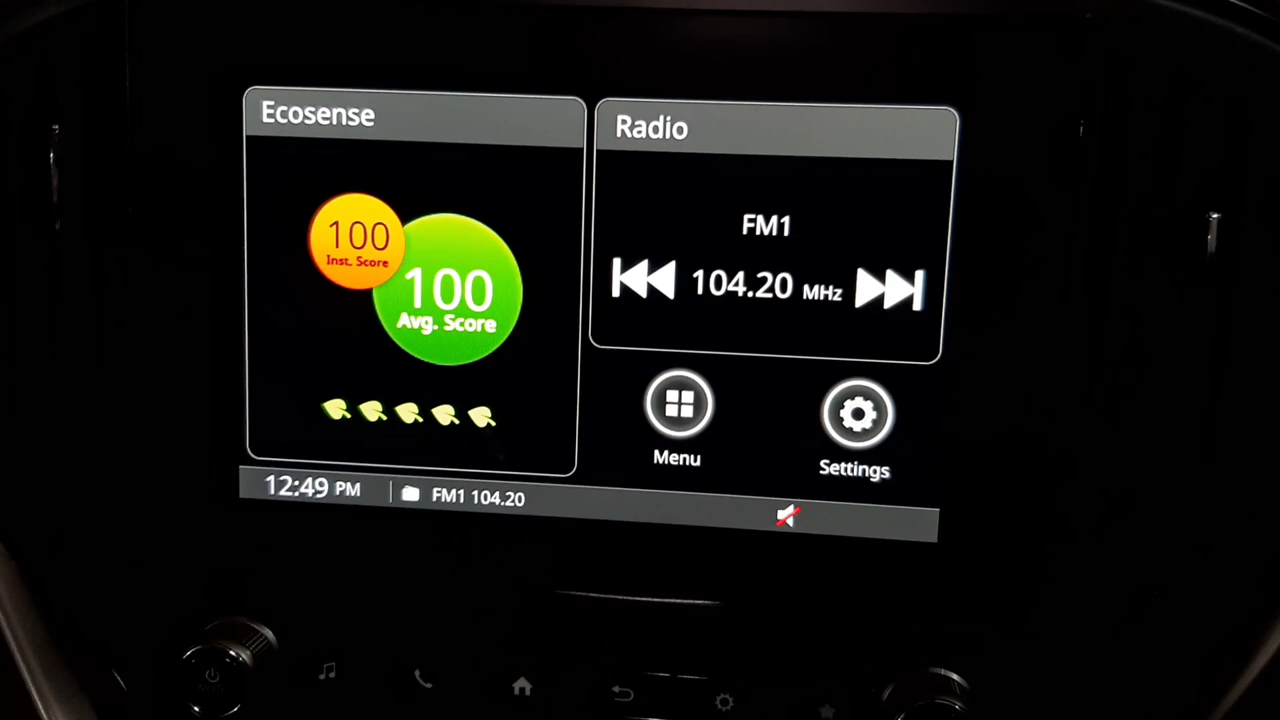 Ecosense
100
Inst. Score
100
Avg. Score
Radio
FM1
104.20 MHz
Menu
Settings
12:49 PM
FM1 104.20